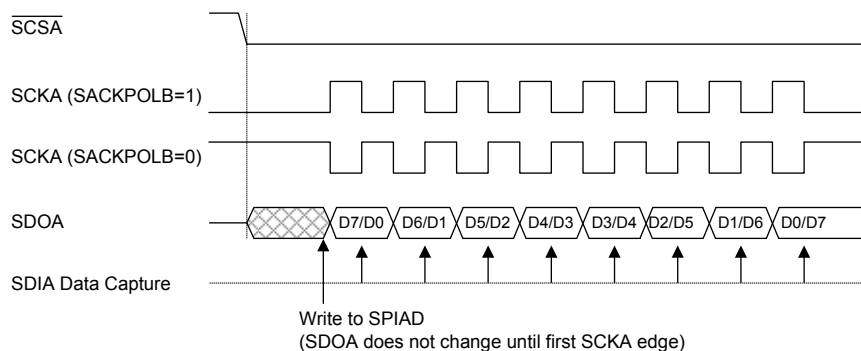 SCSA
SCKA (SACKPOLB=1)
SCKA (SACKPOLB=0)
SDOA
D7/D0 D6/D1 D5/D2 D4/D3 D3/D4 D2/D5 D1/D6 D0/D7
SDIA Data Capture
Write to SPIAD
(SDOA does not change until first SCKA edge)